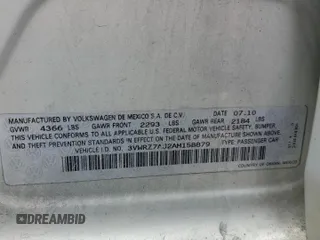 MANUFACTURED BY VOLKSWAGEN DE MEXICO S.A. DE C.V. DATE 07.10
GVWR 4366 LBS GAWR FRONT 2293 LBS GAWR REAR 2184 LBS
THIS VEHICLE CONFORMS TO ALL APPLICABLE U.S. FEDERAL MOTOR VEHICLE SAFETY, BUMPER,
AND THEFT PREVENTION STANDARDS IN EFFECT ON THE DATE OF MANUFACTURE SHOWN ABOVE.
VEHICLE I.D. NO. TYPE PASSENGER CAR
DREAMBID